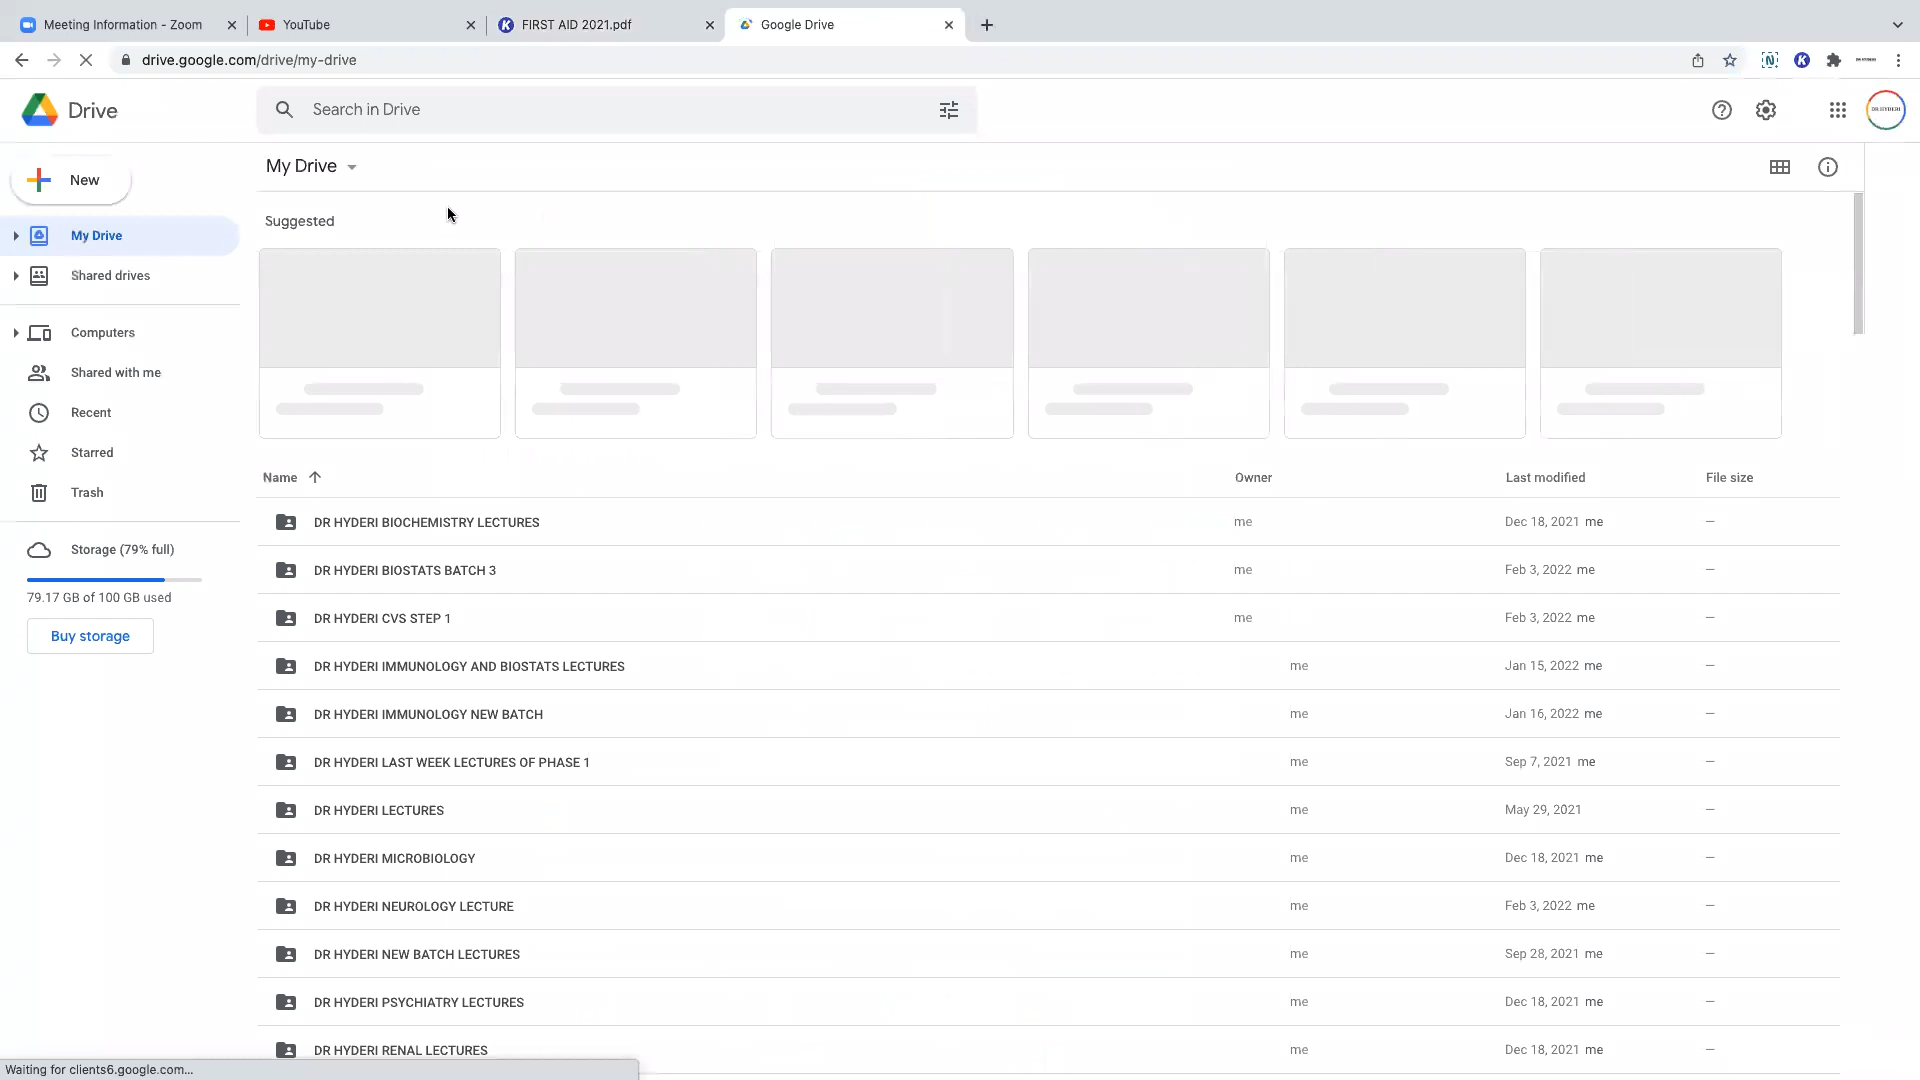 Meeting Information - Zoom
YouTube
FIRST AID 2021.pdf
Google Drive
drive.google.com/drive/my-drive
Drive
Search in Drive
My Drive
New
Suggested
My Drive
Shared drives
Computers
Shared with me
Recent
Starred
Trash
Storage (79% full)
79.17 GB of 100 GB used
Buy storage
Name Owner Last modified File size
DR HYDERI BIOCHEMISTRY LECTURES me Dec 18, 2021 me –
DR HYDERI BIOSTATS BATCH 3 me Feb 3, 2022 me –
DR HYDERI CVS STEP 1 me Feb 3, 2022 me –
DR HYDERI IMMUNOLOGY AND BIOSTATS LECTURES me Jan 15, 2022 me –
DR HYDERI IMMUNOLOGY NEW BATCH me Jan 16, 2022 me –
DR HYDERI LAST WEEK LECTURES OF PHASE 1 me Sep 7, 2021 me –
DR HYDERI LECTURES me May 29, 2021 –
DR HYDERI MICROBIOLOGY me Dec 18, 2021 me –
DR HYDERI NEUROLOGY LECTURE me Feb 3, 2022 me –
DR HYDERI NEW BATCH LECTURES me Sep 28, 2021 me –
DR HYDERI PSYCHIATRY LECTURES me Dec 18, 2021 me –
DR HYDERI RENAL LECTURES me Dec 18, 2021 me –
Waiting for clients6.google.com...